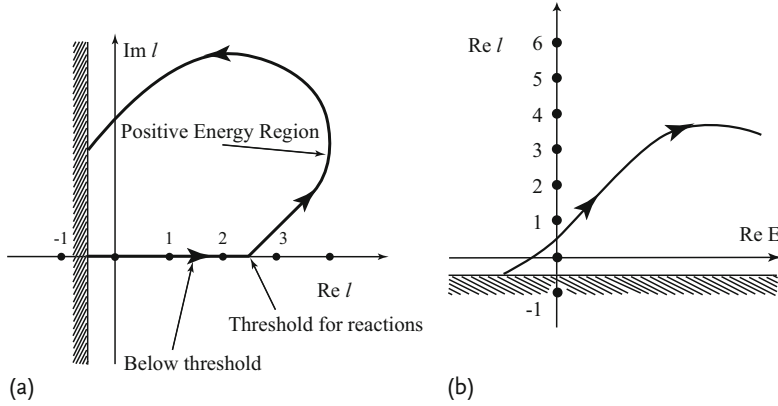 Im l
Positive Energy Region
-1
1
2
3
Re l
Threshold for reactions
Below threshold
(a)
Re l
6
5
4
3
2
1
Re E
-1
(b)